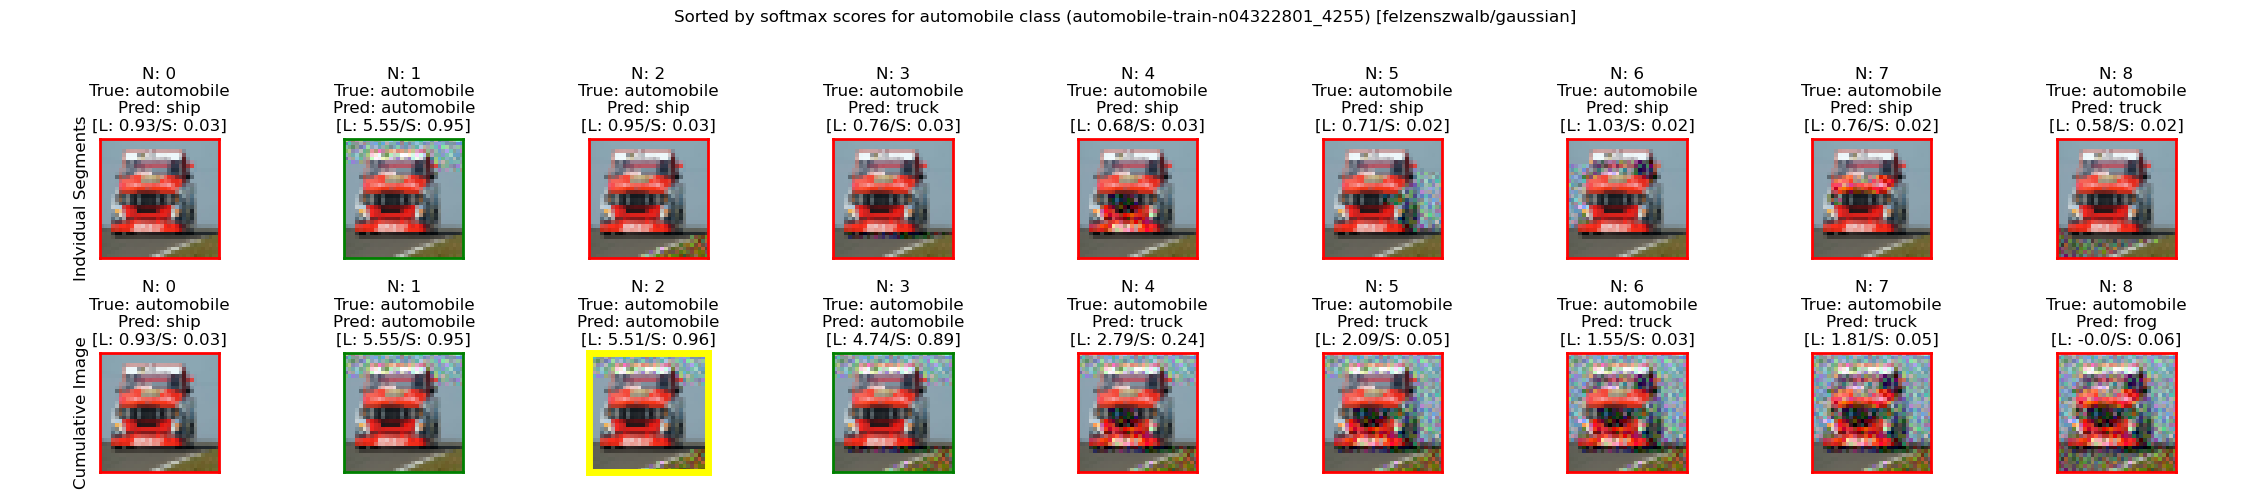 Sorted by softmax scores for automobile class (automobile-train-n04322801_4255) [felzenszwalb/gaussian]
Indvidual Segments
N: 0
True: automobile
Pred: ship
[L: 0.93/S: 0.03]
N: 1
True: automobile
Pred: automobile
[L: 5.55/S: 0.95]
N: 2
True: automobile
Pred: ship
[L: 0.95/S: 0.03]
N: 3
True: automobile
Pred: truck
[L: 0.76/S: 0.03]
N: 4
True: automobile
Pred: ship
[L: 0.68/S: 0.03]
N: 5
True: automobile
Pred: ship
[L: 0.71/S: 0.02]
N: 6
True: automobile
Pred: ship
[L: 1.03/S: 0.02]
N: 7
True: automobile
Pred: ship
[L: 0.76/S: 0.02]
N: 8
True: automobile
Pred: truck
[L: 0.58/S: 0.02]
Cumulative Image
N: 0
True: automobile
Pred: ship
[L: 0.93/S: 0.03]
N: 1
True: automobile
Pred: automobile
[L: 5.55/S: 0.95]
N: 2
True: automobile
Pred: automobile
[L: 5.51/S: 0.96]
N: 3
True: automobile
Pred: automobile
[L: 4.74/S: 0.89]
N: 4
True: automobile
Pred: truck
[L: 2.79/S: 0.24]
N: 5
True: automobile
Pred: truck
[L: 2.09/S: 0.05]
N: 6
True: automobile
Pred: truck
[L: 1.55/S: 0.03]
N: 7
True: automobile
Pred: truck
[L: 1.81/S: 0.05]
N: 8
True: automobile
Pred: frog
[L: -0.0/S: 0.06]